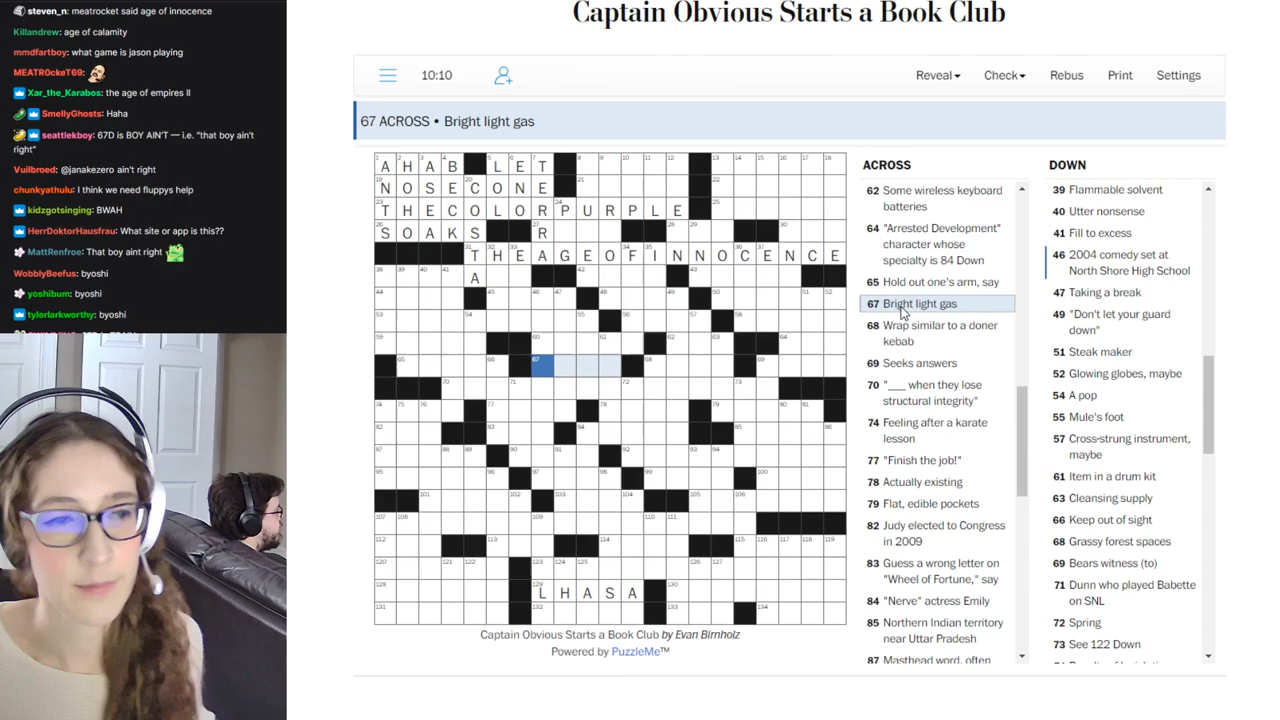 steven_n: meatrocket said age of innocence
Killandrew: age of calamity
mmdfartboy: what game is jason playing
MEATR0ckeT69:
Xar_the_Karabos: the age of empires II
SmellyGhosts: Haha
seattlekboy: 67D is BOY AIN'T — i.e. "that boy ain't
right"
Vuilbroed: @janakezero ain't right
chunkyathulu: I think we need fluppys help
kidzgotsinging: BWAH
HerrDoktorHausfrau: What site or app is this??
MattRenfroe: That boy aint right
WobblyBeefus: byoshi
yoshibum: byoshi
tylerlarkworthy: byoshi
Captain Obvious Starts a Book Club
10:10
Reveal
Check
Rebus
Print
Settings
67 ACROSS • Bright light gas
A H A B L E T
N O S E C O N E
T H E C O L O R P U R P L E
S O A K S R
T H E A G E O F I N N O C E N C E
A
L H A S A
Captain Obvious Starts a Book Club by Evan Birnholz
Powered by PuzzleMe™
ACROSS
62 Some wireless keyboard
batteries
64 "Arrested Development"
character whose
specialty is 84 Down
65 Hold out one's arm, say
67 Bright light gas
68 Wrap similar to a doner
kebab
69 Seeks answers
70 "___ when they lose
structural integrity"
74 Feeling after a karate
lesson
77 "Finish the job!"
78 Actually existing
79 Flat, edible pockets
82 Judy elected to Congress
in 2009
83 Guess a wrong letter on
"Wheel of Fortune," say
84 "Nerve" actress Emily
85 Northern Indian territory
near Uttar Pradesh
87 Masthead word, often
DOWN
39 Flammable solvent
40 Utter nonsense
41 Fill to excess
46 2004 comedy set at
North Shore High School
47 Taking a break
49 "Don't let your guard
down"
51 Steak maker
52 Glowing globes, maybe
54 A pop
55 Mule's foot
57 Cross-strung instrument,
maybe
61 Item in a drum kit
63 Cleansing supply
66 Keep out of sight
68 Grassy forest spaces
69 Bears witness (to)
71 Dunn who played Babette
on SNL
72 Spring
73 See 122 Down